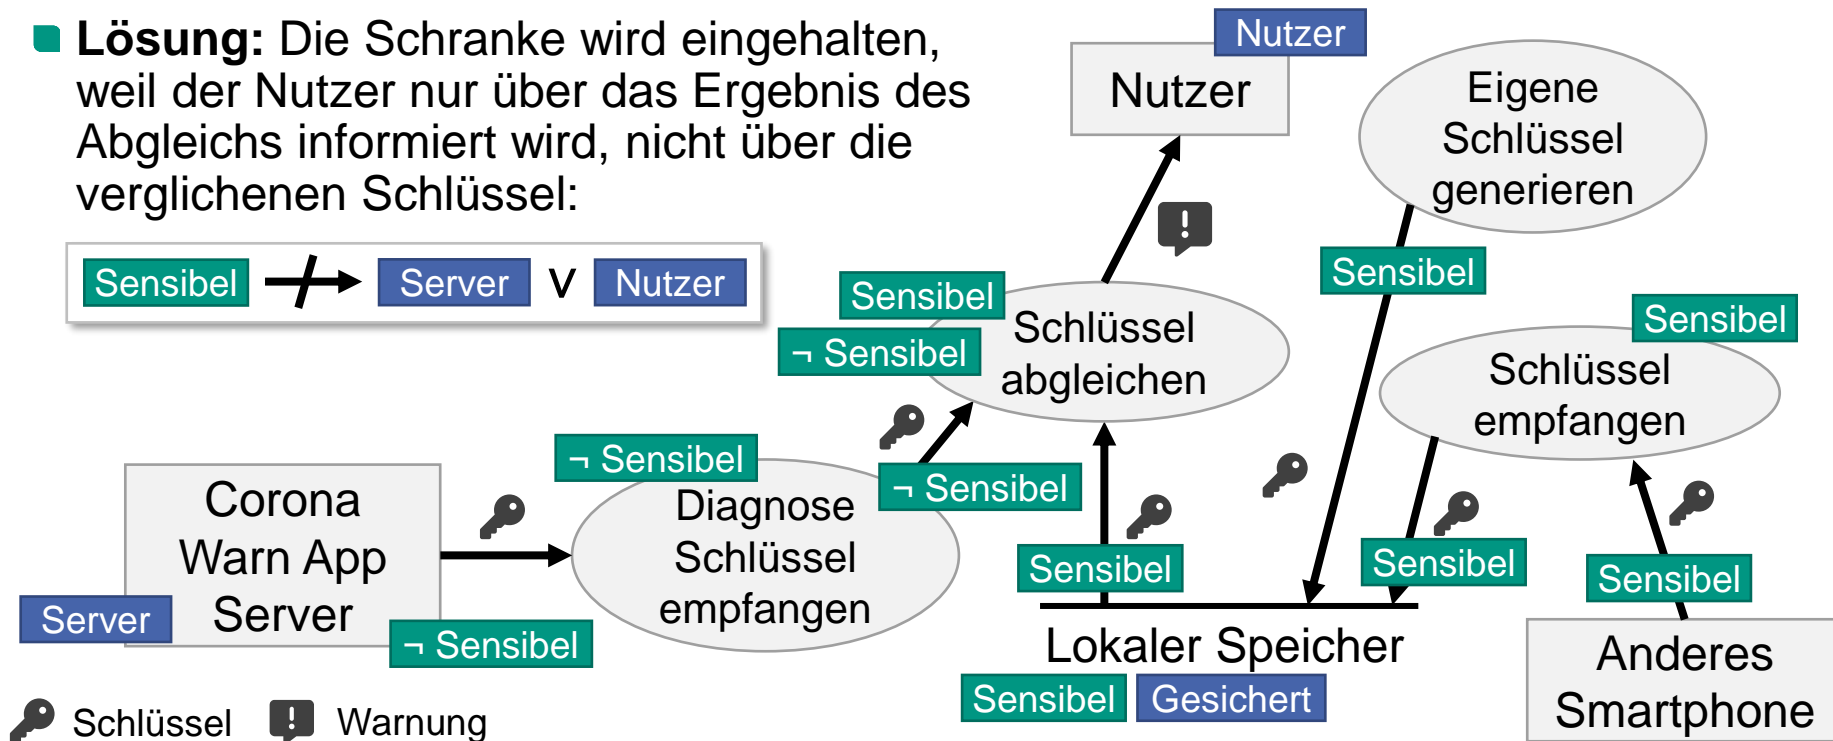 Lösung: Die Schranke wird eingehalten,
weil der Nutzer nur über das Ergebnis des
Abgleichs informiert wird, nicht über die
verglichenen Schlüssel:
Sensibel
Server
V
Nutzer
Nutzer
Nutzer
Eigene
Schlüssel
generieren
Sensibel
Sensibel
¬ Sensibel
Schlüssel
abgleichen
Sensibel
Schlüssel
empfangen
¬ Sensibel
¬ Sensibel
Corona
Warn App
Server
Server
¬ Sensibel
Diagnose
Schlüssel
empfangen
Sensibel
Sensibel
Sensibel
Lokaler Speicher
Sensibel
Gesichert
Anderes
Smartphone
Schlüssel
Warnung